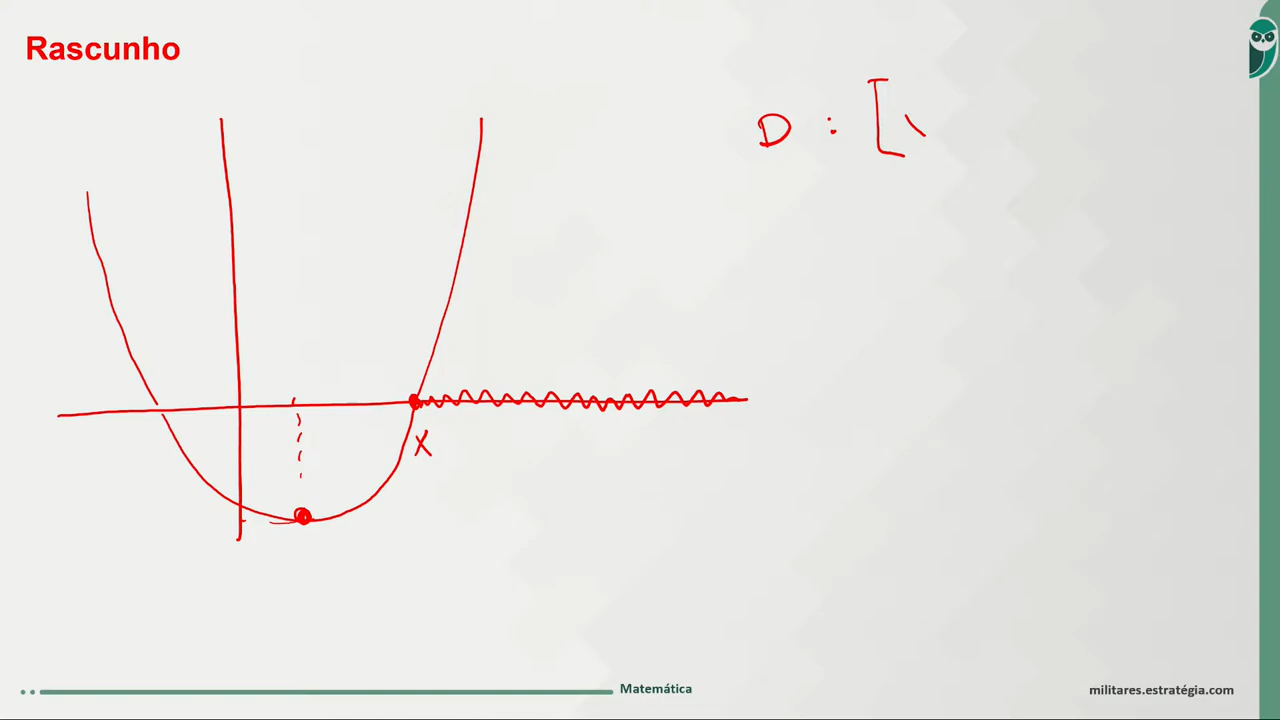 Rascunho
D : [
X
Matemática
militares.estratégia.com